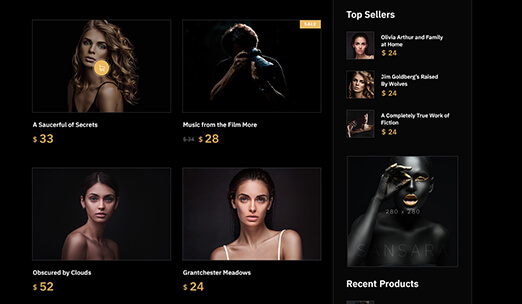 SALE
A Saucerful of Secrets
$ 33
Music from the Film More
$ 34 $ 28
Obscured by Clouds
$ 52
Grantchester Meadows
$ 24
Top Sellers
Olivia Arthur and Family
at Home
$ 24
Jim Goldberg's Raised
By Wolves
$ 24
A Completely True Work of
Fiction
$ 24
280 x 280
SANSARA
Recent Products